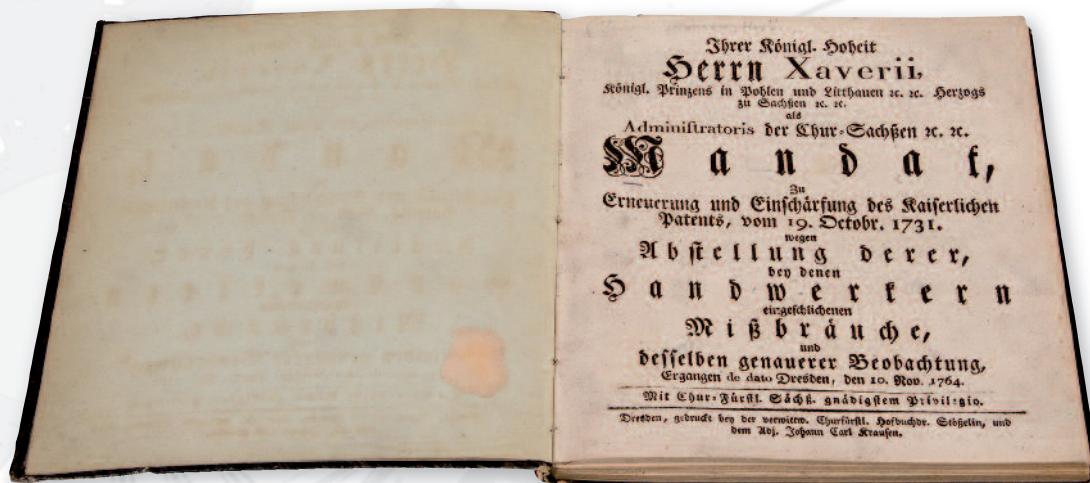 Ihrer Königl. Hoheit
Herrn Xaverii,
Königl. Prinzens in Pohlen und Litthauen ꝛc. ꝛc. Herzogs
zu Sachßen ꝛc. ꝛc.
als
Administratoris der Chur-Sachßen ꝛc. ꝛc.
Mandat,
Zu
Erneuerung und Einschärfung des Kaiserlichen
Patents, vom 19. Octobr. 1731.
wegen
Abstellung derer,
bey denen
Handwerkern
eingeschlichenen
Mißbräuche,
und
desselben genauerer Beobachtung,
Ergangen de dato Dresden, den 10. Nov. 1764.
Mit Chur-Fürstl. Sächß. gnädigstem Privilegio.
Dresden, gedruckt bey der verwittw. Churfürstl. Hofbuchdr. Stößelin, und
dem Adj. Johann Carl Krausen.